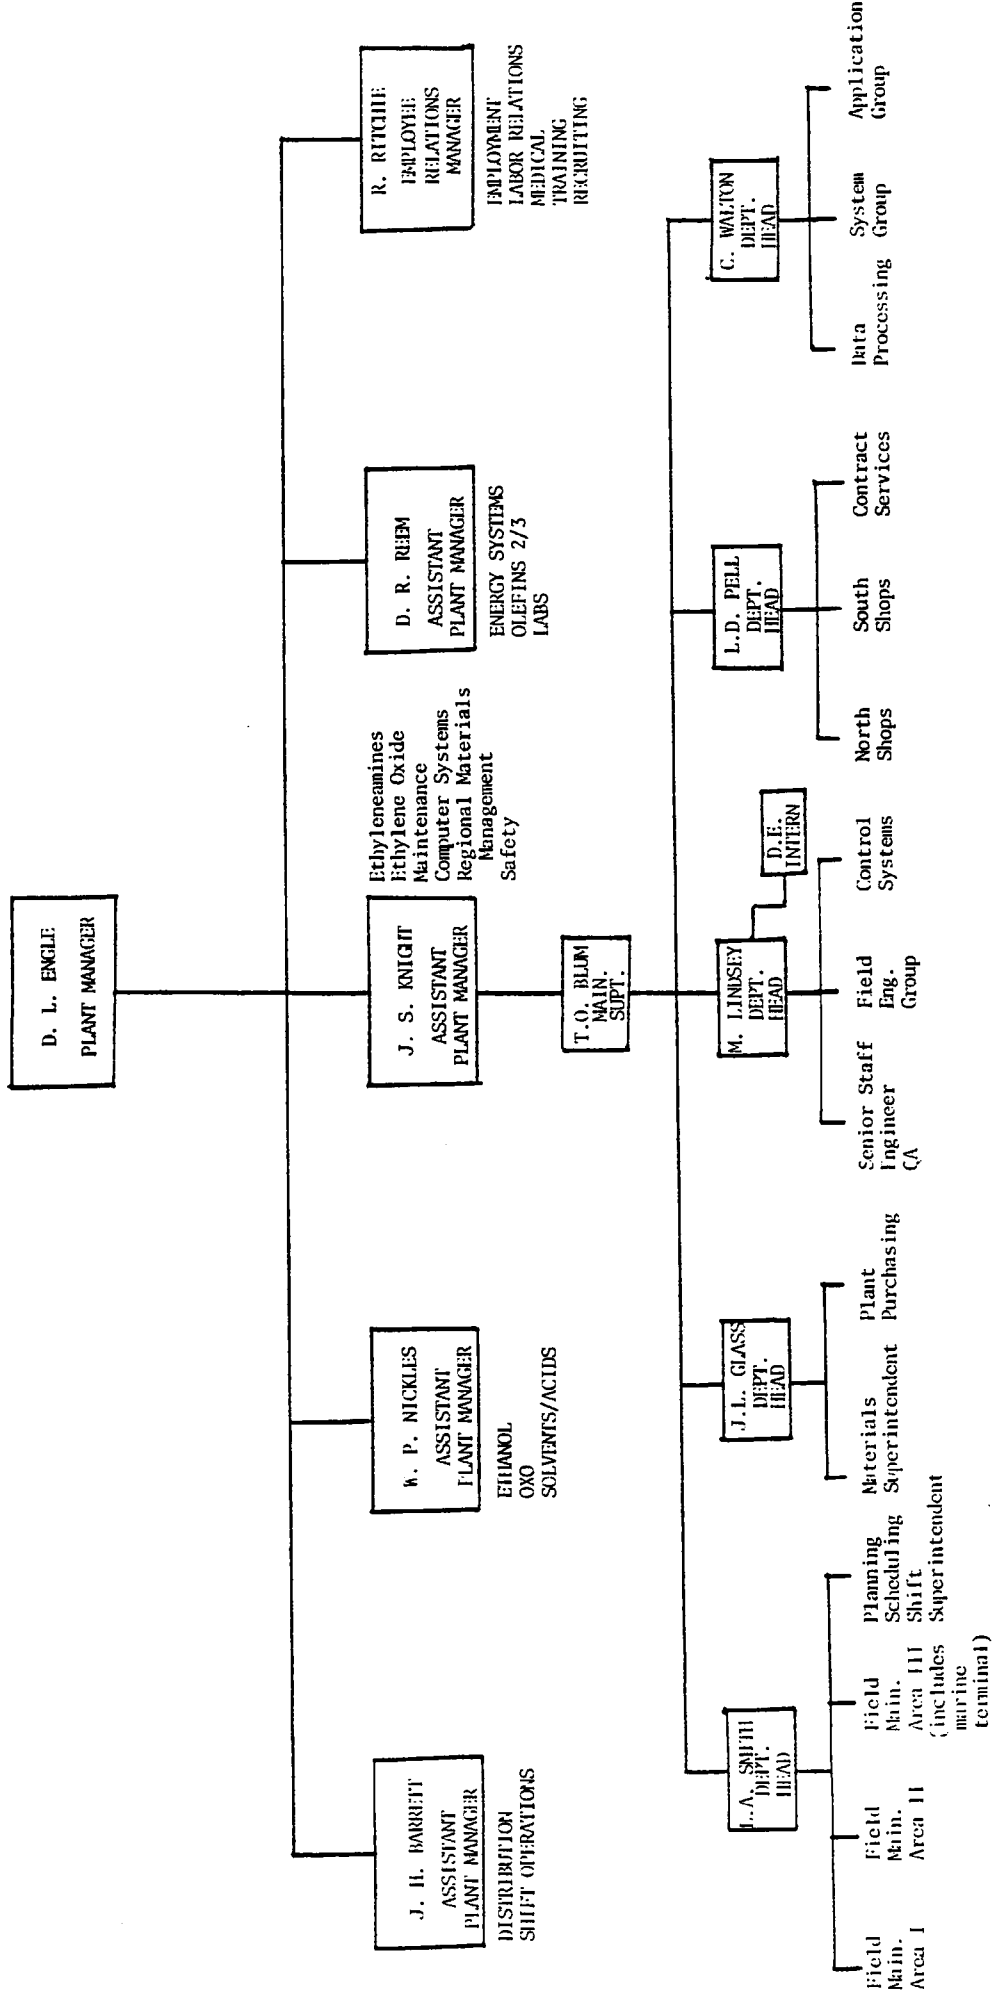 D. L. ENGLE
PLANT MANAGER
J. H. BARRETT
ASSISTANT
PLANT MANAGER
DISTRIBUTION
SHIFT OPERATIONS
W. P. NICKLES
ASSISTANT
PLANT MANAGER
ETHANOL
OXO
SOLVENTS/ACIDS
J. S. KNIGHT
ASSISTANT
PLANT MANAGER
Ethyleneamines
Ethylene Oxide
Maintenance
Computer Systems
Regional Materials
Management
Safety
D. R. REEM
ASSISTANT
PLANT MANAGER
ENERGY SYSTEMS
OLEFINS 2/3
LABS
R. RITCHIE
EMPLOYEE
RELATIONS
MANAGER
EMPLOYMENT
LABOR RELATIONS
MEDICAL
TRAINING
RECRUITING
T.O. BLUM
MAIN.
SUPT.
L.A. SMITH
DEPT.
HEAD
J.L. GLASS
DEPT.
HEAD
M. LINDSEY
DEPT.
HEAD
D.E.
INTERN
L.D. PELL
DEPT.
HEAD
C. WALTON
DEPT.
HEAD
Field
Main.
Area I
Field
Main.
Area II
Field
Main.
Area III
(includes
marine
terminal)
Planning
Scheduling
Shift
Superintendent
Materials
Superintendent
Plant
Purchasing
Senior Staff
Engineer
QA
Field
Eng.
Group
Control
Systems
North
Shops
South
Shops
Contract
Services
Data
Processing
System
Group
Application
Group